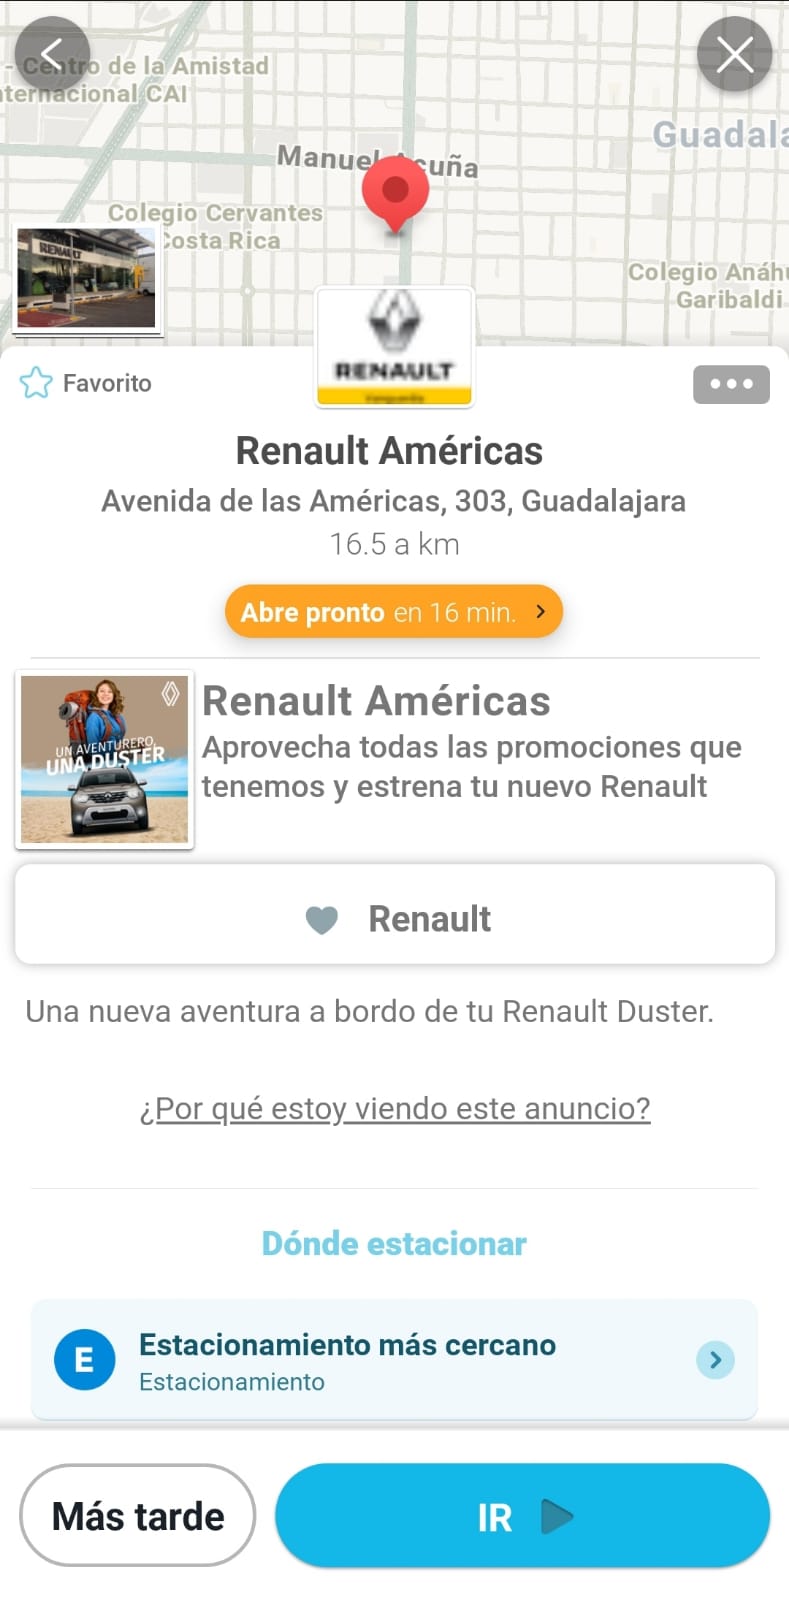 - Centro de la Amistad
nternacional CAI
Guadala
Manuel Acuña
Colegio Cervantes
Costa Rica
Colegio Anáhu
Garibaldi
RENAULT
RENAULT
Vanguardia
Favorito
Renault Américas
Avenida de las Américas, 303, Guadalajara
16.5 a km
Abre pronto en 16 min.
UN AVENTURERO,
UNA DUSTER
Renault Américas
Aprovecha todas las promociones que
tenemos y estrena tu nuevo Renault
Renault
Una nueva aventura a bordo de tu Renault Duster.
¿Por qué estoy viendo este anuncio?
Dónde estacionar
E
Estacionamiento más cercano
Estacionamiento
Más tarde
IR